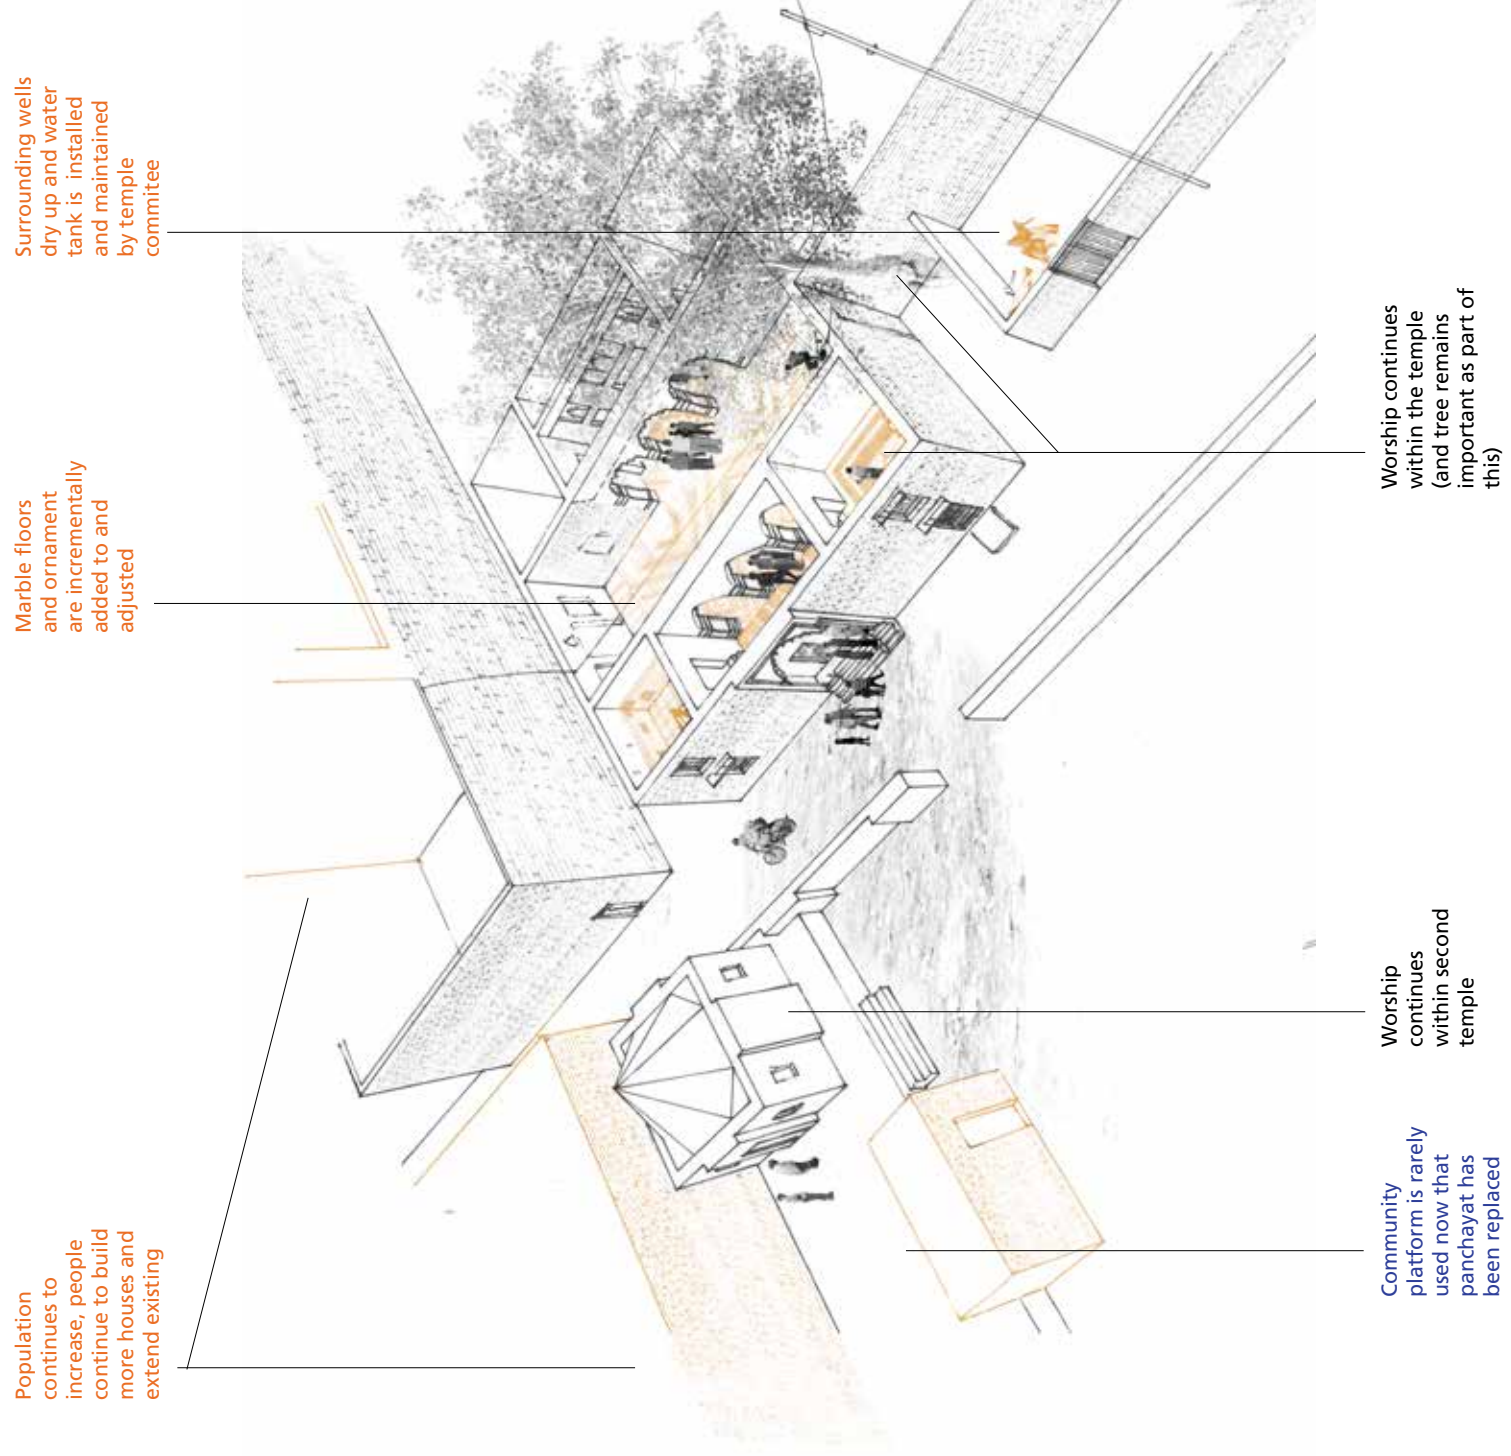 Population
continues to
increase, people
continue to build
more houses and
extend existing
Marble floors
and ornament
are incrementally
added to and
adjusted
Surrounding wells
dry up and water
tank is installed
and maintained
by temple
commitee
Community
platform is rarely
used now that
panchayat has
been replaced
Worship
continues
within second
temple
Worship continues
within the temple
(and tree remains
important as part of
this)